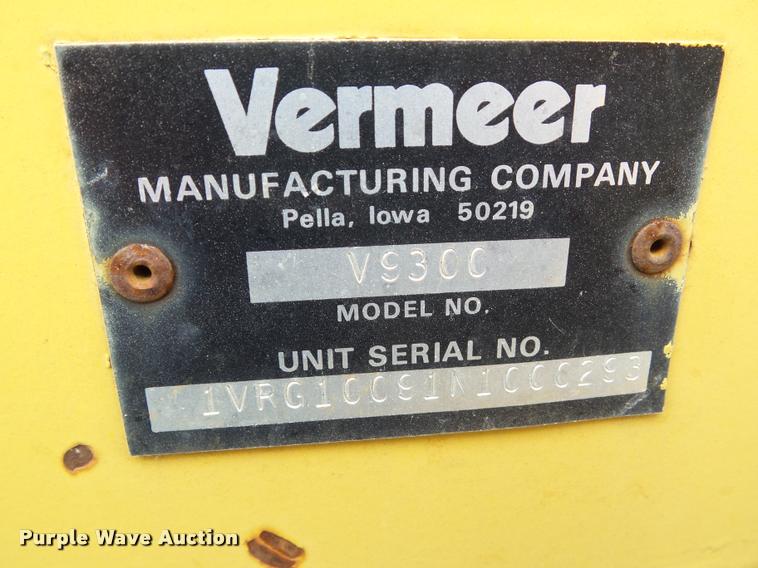 Vermeer
MANUFACTURING COMPANY
Pella, Iowa 50219
V9300
MODEL NO.
UNIT SERIAL NO.
1VRG10091N1000293
Purple Wave Auction